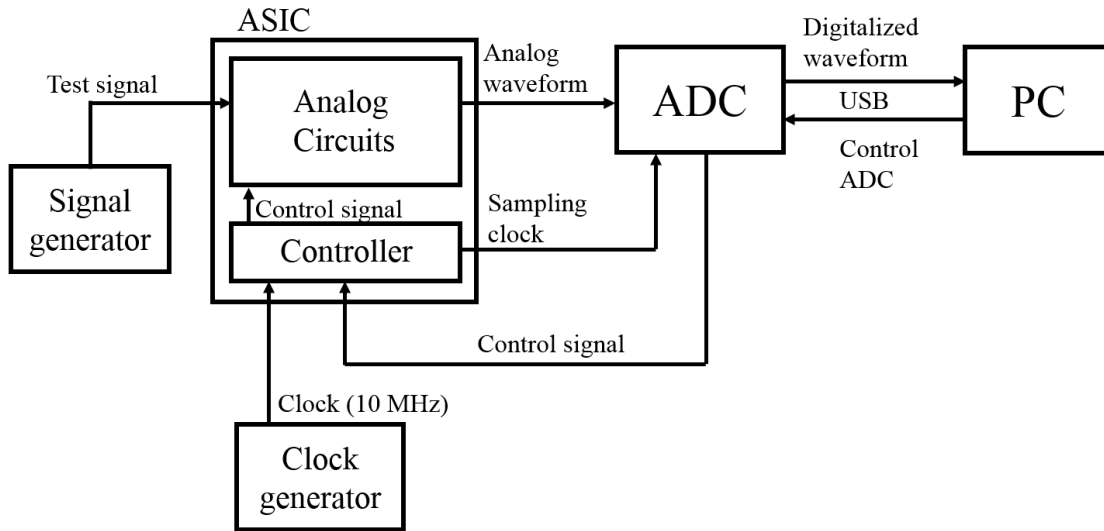 ASIC
Test signal
Analog
Circuits
Analog
waveform
ADC
Digitalized
waveform
USB
Control
ADC
PC
Signal
generator
Control signal
Controller
Sampling
clock
Control signal
Clock (10 MHz)
Clock
generator